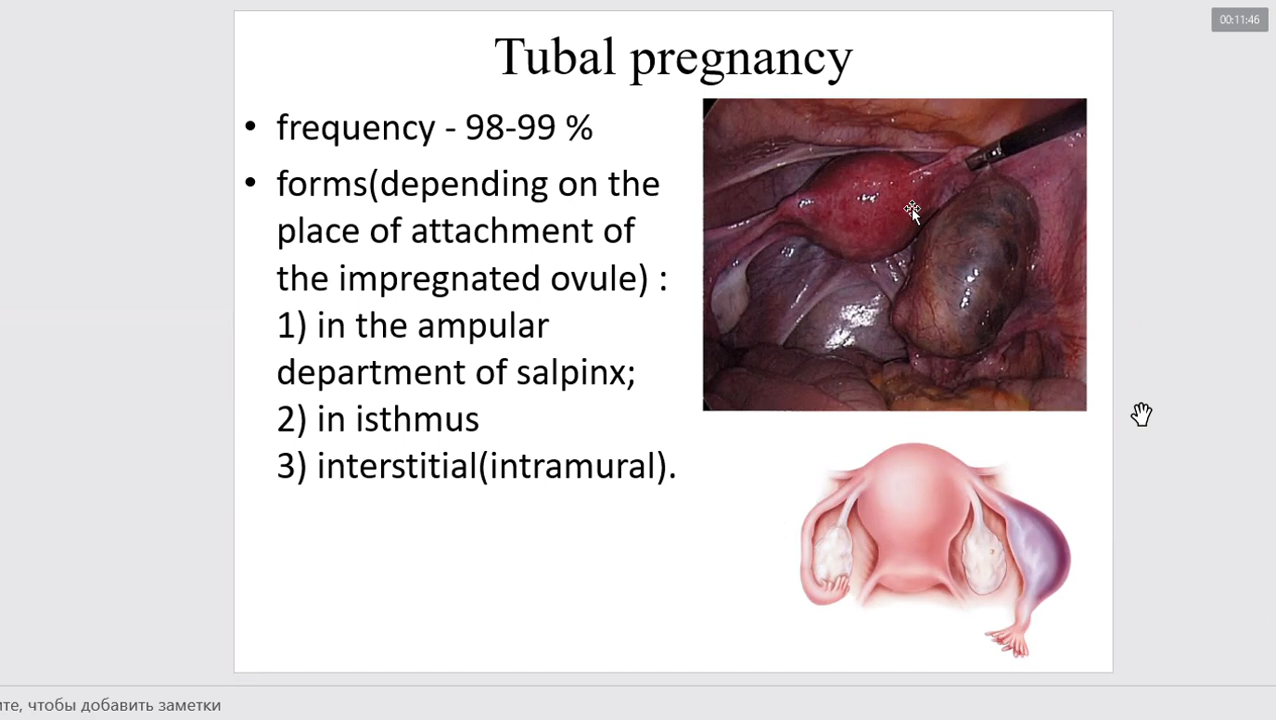 00:11:46
Tubal pregnancy
• frequency - 98-99 %
• forms(depending on the
place of attachment of
the impregnated ovule) :
1) in the ampular
department of salpinx;
2) in isthmus
3) interstitial(intramural).
чтобы добавить заметки